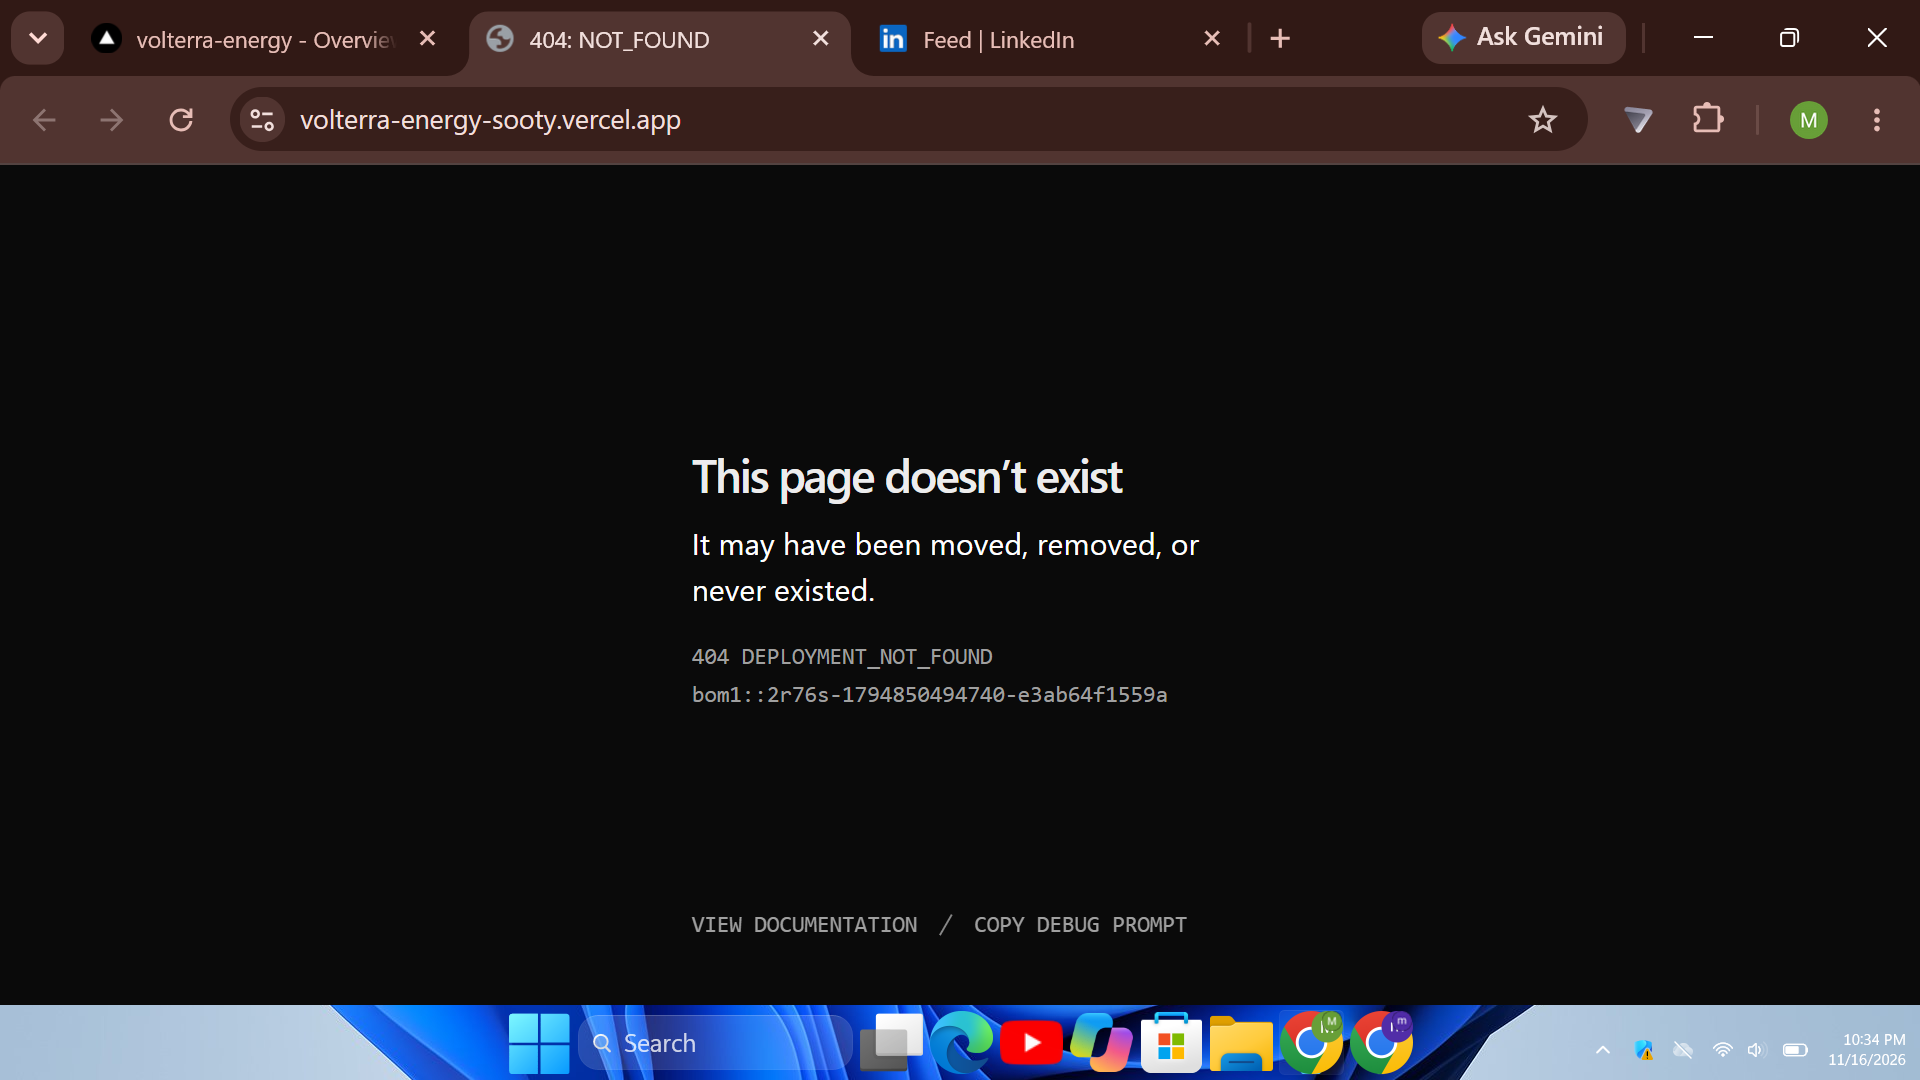 volterra-energy - Overvie
404: NOT_FOUND
in
Feed | LinkedIn
Ask Gemini
volterra-energy-sooty.vercel.app
M
This page doesn’t exist
It may have been moved, removed, or
never existed.
404 DEPLOYMENT_NOT_FOUND
bom1::2r76s-1794850494740-e3ab64f1559a
VIEW DOCUMENTATION / COPY DEBUG PROMPT
Search
M
m
10:34 PM
11/16/2026